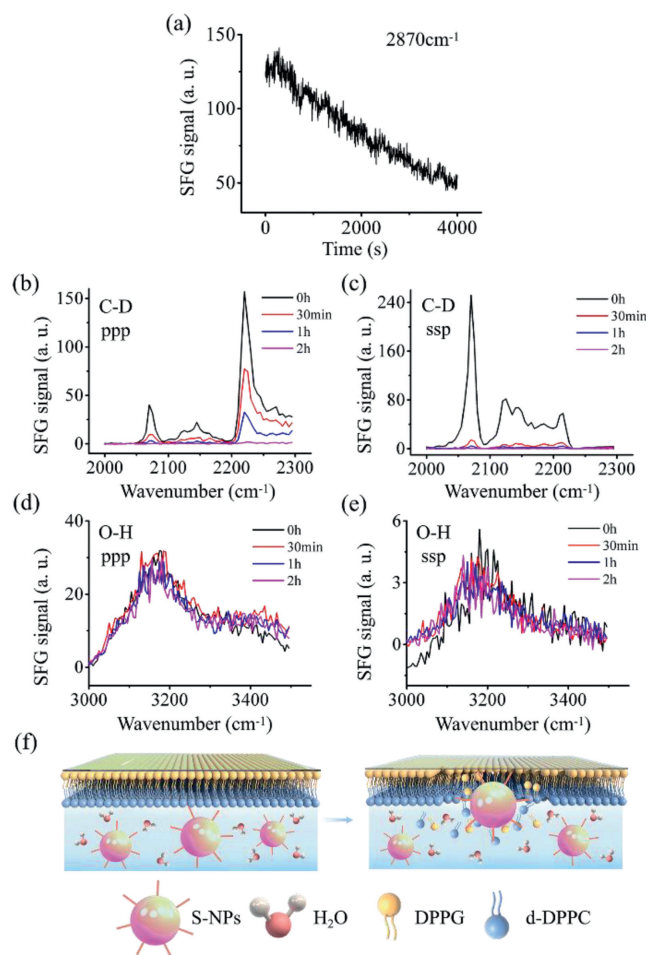 (a)
2870cm⁻¹
SFG signal (a. u.)
150
100
50
0
2000
4000
Time (s)
(b)
C-D
ppp
0h
30min
1h
2h
SFG signal (a. u.)
150
100
50
0
2000
2100
2200
2300
Wavenumber (cm⁻¹)
(c)
C-D
ssp
0h
30min
1h
2h
SFG signal (a. u.)
240
160
80
0
2000
2100
2200
2300
Wavenumber (cm⁻¹)
(d)
O-H
ppp
0h
30min
1h
2h
SFG signal (a. u.)
40
20
0
3000
3200
3400
Wavenumber (cm⁻¹)
(e)
O-H
ssp
0h
30min
1h
2h
SFG signal (a. u.)
6
3
0
3000
3200
3400
Wavenumber (cm⁻¹)
(f)
S-NPs
H₂O
DPPG
d-DPPC